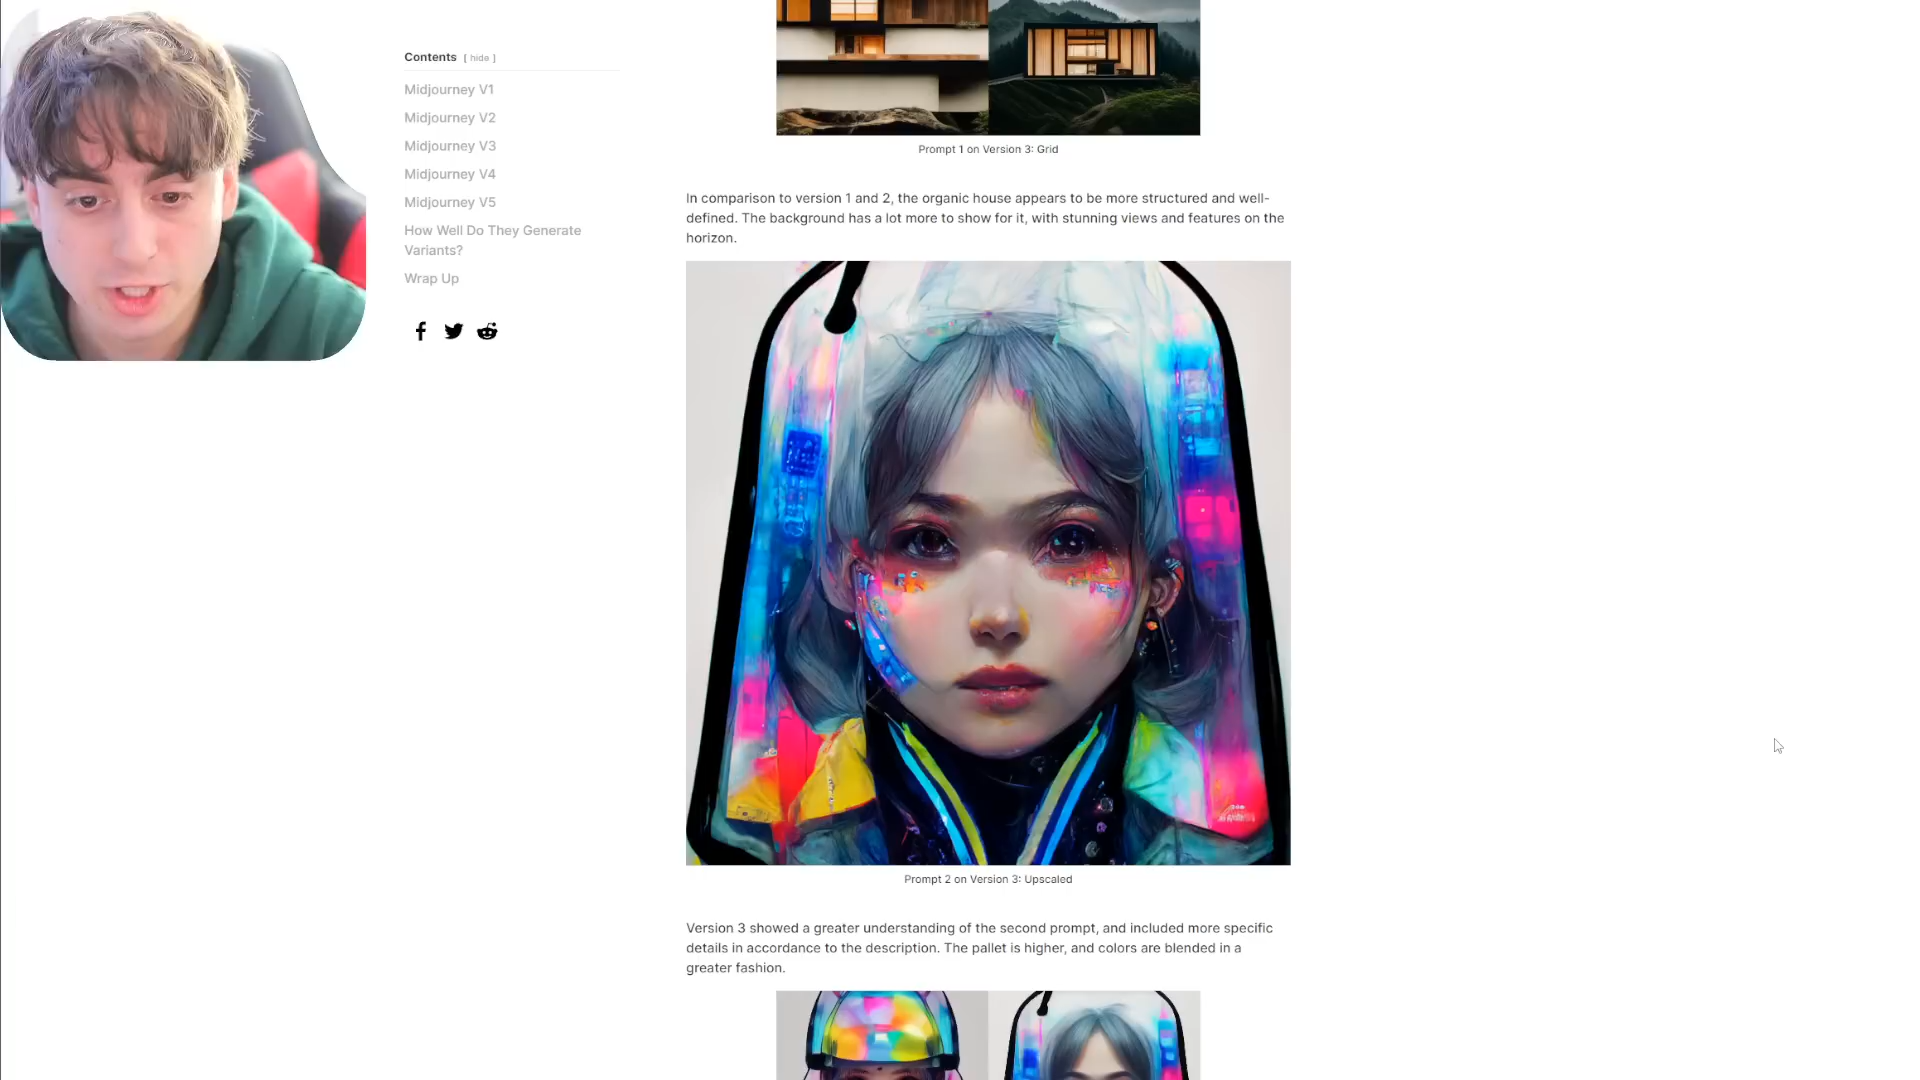 Contents [ hide ]
Midjourney V1
Midjourney V2
Midjourney V3
Midjourney V4
Midjourney V5
How Well Do They Generate
Variants?
Wrap Up
Prompt 1 on Version 3: Grid
In comparison to version 1 and 2, the organic house appears to be more structured and well-
defined. The background has a lot more to show for it, with stunning views and features on the
horizon.
Prompt 2 on Version 3: Upscaled
Version 3 showed a greater understanding of the second prompt, and included more specific
details in accordance to the description. The pallet is higher, and colors are blended in a
greater fashion.